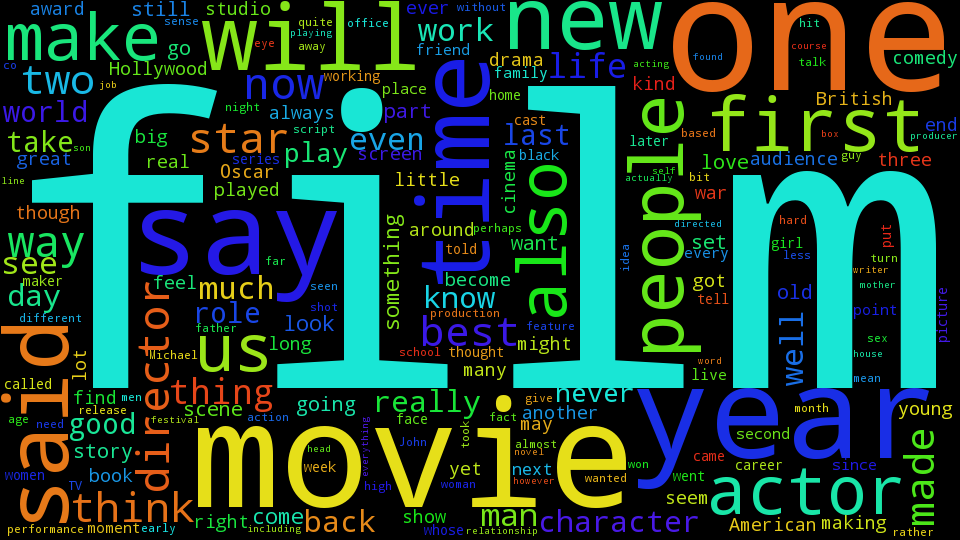 award
still
studio
quite
office
sense
playing
away
ever
without
work
friend
new
one
found
hit
course
talk
comedy
make
will
go
Hollywood
eye
drama
family
life
acting
kind
co
two
job
now
working
place
night
always
part
home
British
world
script
cast
based
box
producer
first
end
take
son
big
star
even
last
people
later
great
real
series
play
screen
time
black
love
audience
guy
three
line
Oscar
played
little
cinema
also
actually
self
bit
war
film
though
say
something
around
perhaps
directed
hard
way
told
want
idea
set
every
girl
less
put
see
far
turn
maker
feel
much
seen
become
got
writer
mother
day
role
shot
know
production
tell
old
point
picture
different
father
look
best
feature
well
sex
said
director
us
long
might
house
lot
Michael
school
thought
word
called
men
thing
many
live
mean
find
going
really
never
give
year
month
young
age
release
scene
face
another
good
need
festival
action
movie
fact
may
second
story
head
everything
John
took
almost
novel
came
career
since
women
TV
book
week
yet
next
however
won
wanted
went
made
think
high
woman
seem
actor
performance
moment
early
right
come
including
back
show
whose
man
relationship
character
American
making
rather